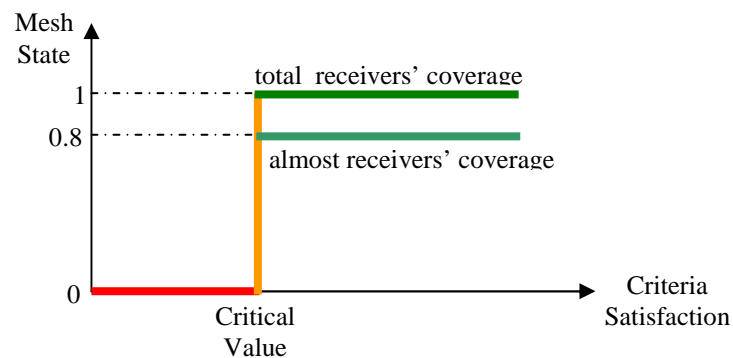 Mesh
State
total receivers’ coverage
1
0.8
almost receivers’ coverage
0
Criteria
Satisfaction
Critical
Value